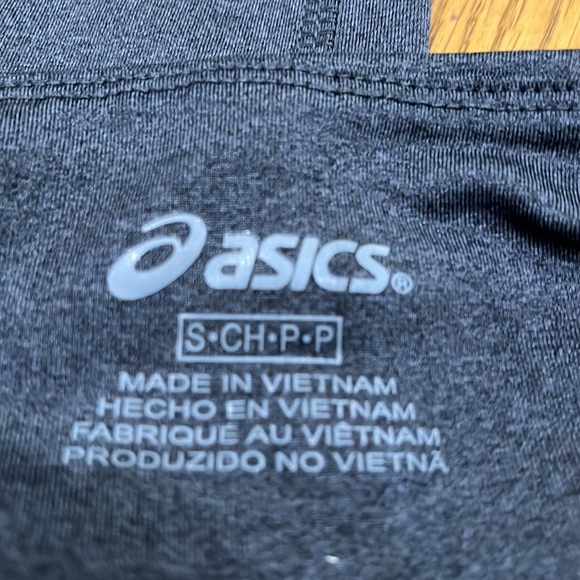 asics®
S•CH•P•P
MADE IN VIETNAM
HECHO EN VIETNAM
FABRIQUÉ AU VIÊTNAM
PRODUZIDO NO VIETNÃ